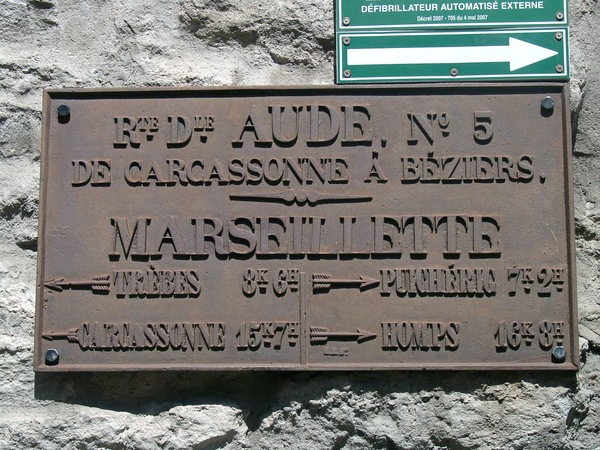 DÉFIBRILLATEUR AUTOMATISÉ EXTERNE
Décret 2007 - 705 du 4 mai 2007
RTE DLE AUDE, No 5
DE CARCASSONNE À BÉZIERS.
MARSEILLETTE
TRÈBES 8K 6H PUICHÉRIC 7K 2H
CARCASSONNE 15K 7H HOMPS 16K 8H